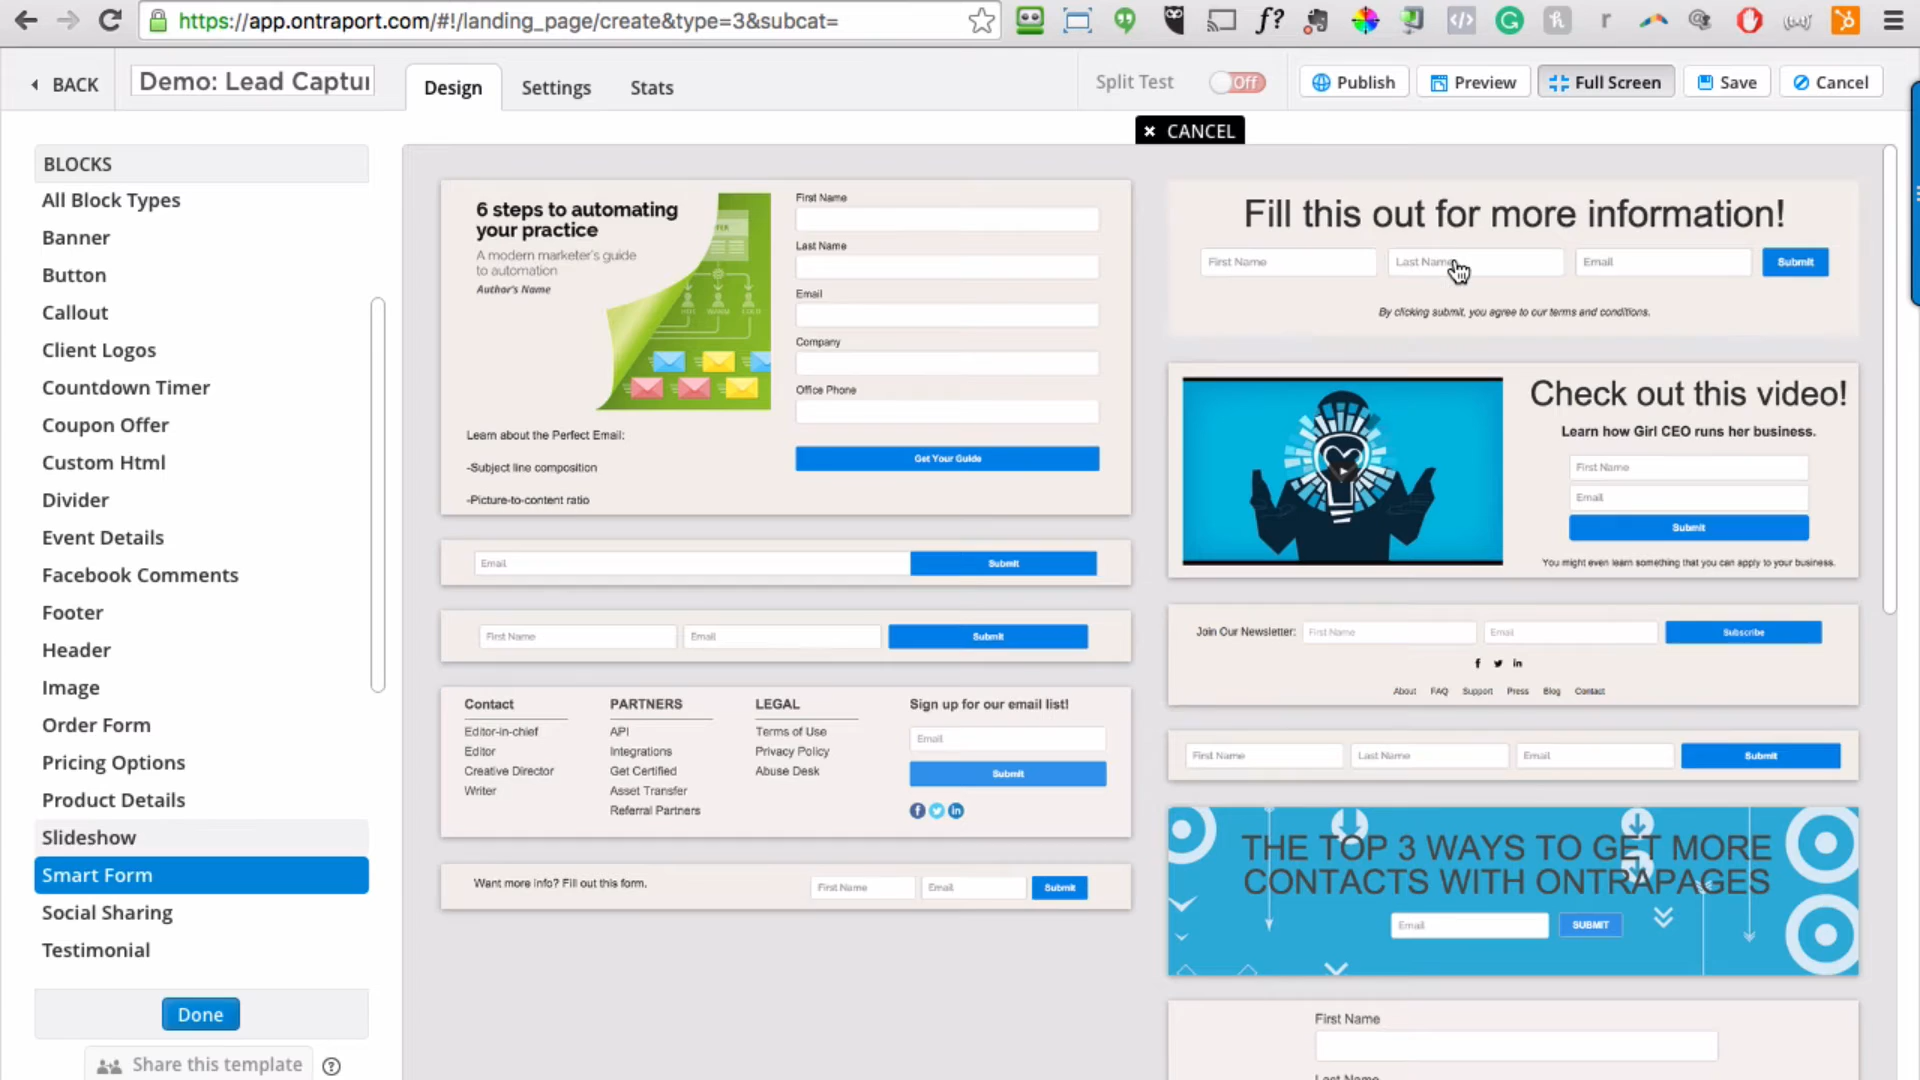 https://app.ontraport.com/#!/landing_page/create&type=3&subcat=
BACK
Demo: Lead Captur
Design
Settings
Stats
Split Test
Off
Publish
Preview
Full Screen
Save
Cancel
CANCEL
BLOCKS
All Block Types
Banner
Button
Callout
Client Logos
Countdown Timer
Coupon Offer
Custom Html
Divider
Event Details
Facebook Comments
Footer
Header
Image
Order Form
Pricing Options
Product Details
Slideshow
Smart Form
Social Sharing
Testimonial
Done
Share this template
6 steps to automating
your practice
A modern marketer's guide
to automation
Author's Name
Learn about the Perfect Email:
-Subject line composition
-Picture-to-content ratio
First Name
Last Name
Email
Company
Office Phone
Get Your Guide
Email
Submit
First Name
Email
Submit
Contact
Editor-in-chief
Editor
Creative Director
Writer
PARTNERS
API
Integrations
Get Certified
Asset Transfer
Referral Partners
LEGAL
Terms of Use
Privacy Policy
Abuse Desk
Sign up for our email list!
Email
Submit
Want more info? Fill out this form.
First Name
Email
Submit
Fill this out for more information!
First Name
Last Name
Email
Submit
By clicking submit, you agree to our terms and conditions.
Check out this video!
Learn how Girl CEO runs her business.
First Name
Email
Submit
You might even learn something that you can apply to your business.
Join Our Newsletter:
First Name
Email
Subscribe
About
FAQ
Support
Press
Blog
Contact
First Name
Last Name
Email
Submit
THE TOP 3 WAYS TO GET MORE
CONTACTS WITH ONTRAPAGES
Email
SUBMIT
First Name
Last Name